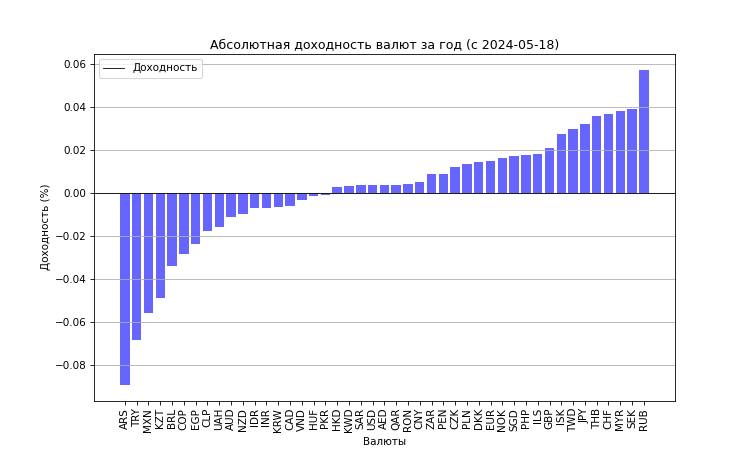 Абсолютная доходность валют за год (с 2024-05-18)
Доходность
0.06
0.04
0.02
0.00
−0.02
−0.04
−0.06
−0.08
Доходность (%)
ARS TRY MXN KZT BRL COP EGP CLP UAH AUD NZD IDR INR KRW CAD VND HUF PKR HKD KWD SAR USD AED QAR RON CNY ZAR PEN CZK PLN DKK EUR NOK SGD PHP ILS GBP ISK TWD JPY THB CHF MYR SEK RUB
Валюты